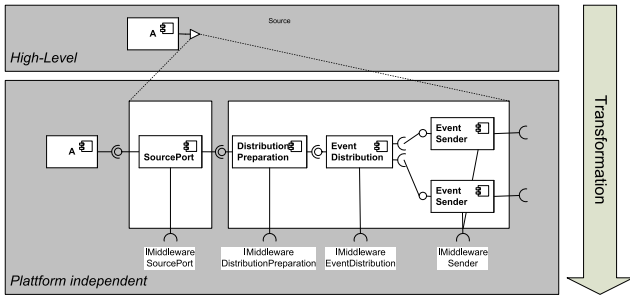 Source
A
High-Level
Transformation
A
SourcePort
Distribution
Preparation
Event
Distribution
Event
Sender
Event
Sender
IMiddleware
SourcePort
IMiddleware
DistributionPreparation
IMiddleware
EventDistribution
IMiddleware
Sender
Plattform independent